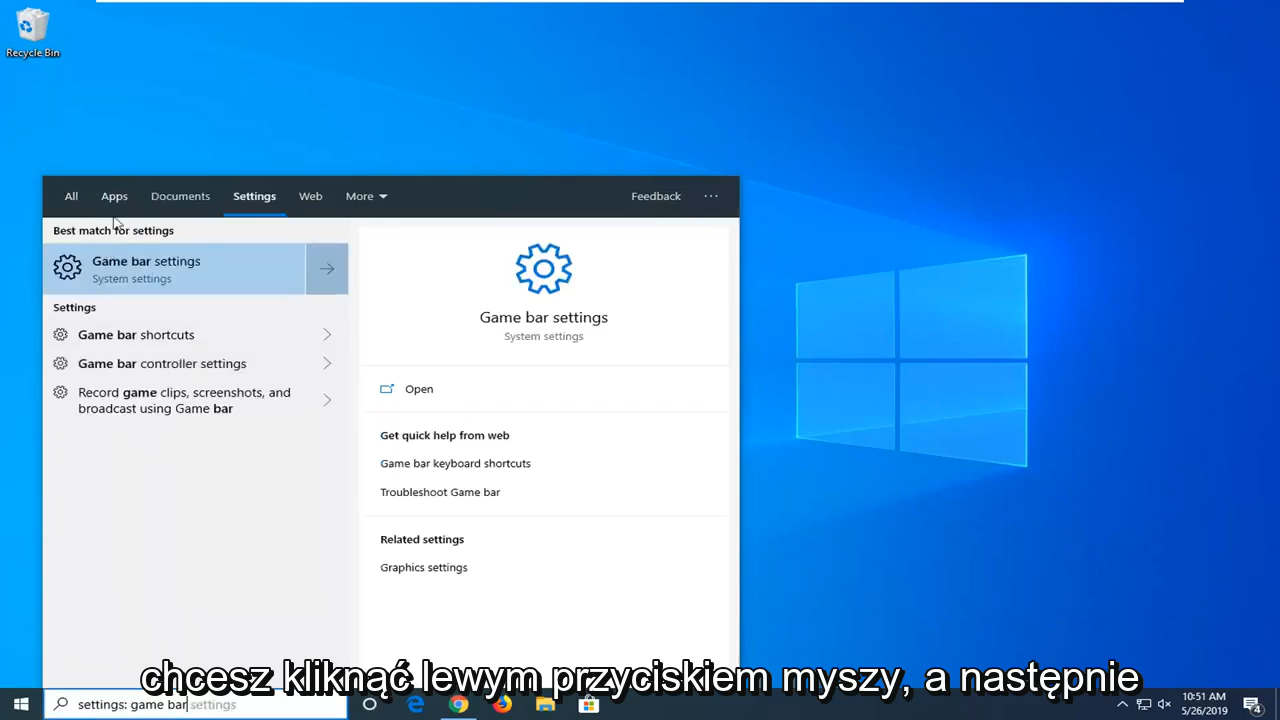 Recycle Bin
All Apps Documents Settings Web More Feedback ...
Best match for settings
Game bar settings
System settings
Settings
Game bar shortcuts
Game bar controller settings
Record game clips, screenshots, and
broadcast using Game bar
Game bar settings
System settings
Open
Get quick help from web
Game bar keyboard shortcuts
Troubleshoot Game bar
Related settings
Graphics settings
chcesz kliknąć lewym przyciskiem myszy, a następnie
settings: game bar settings
10:51 AM
5/26/2019
4